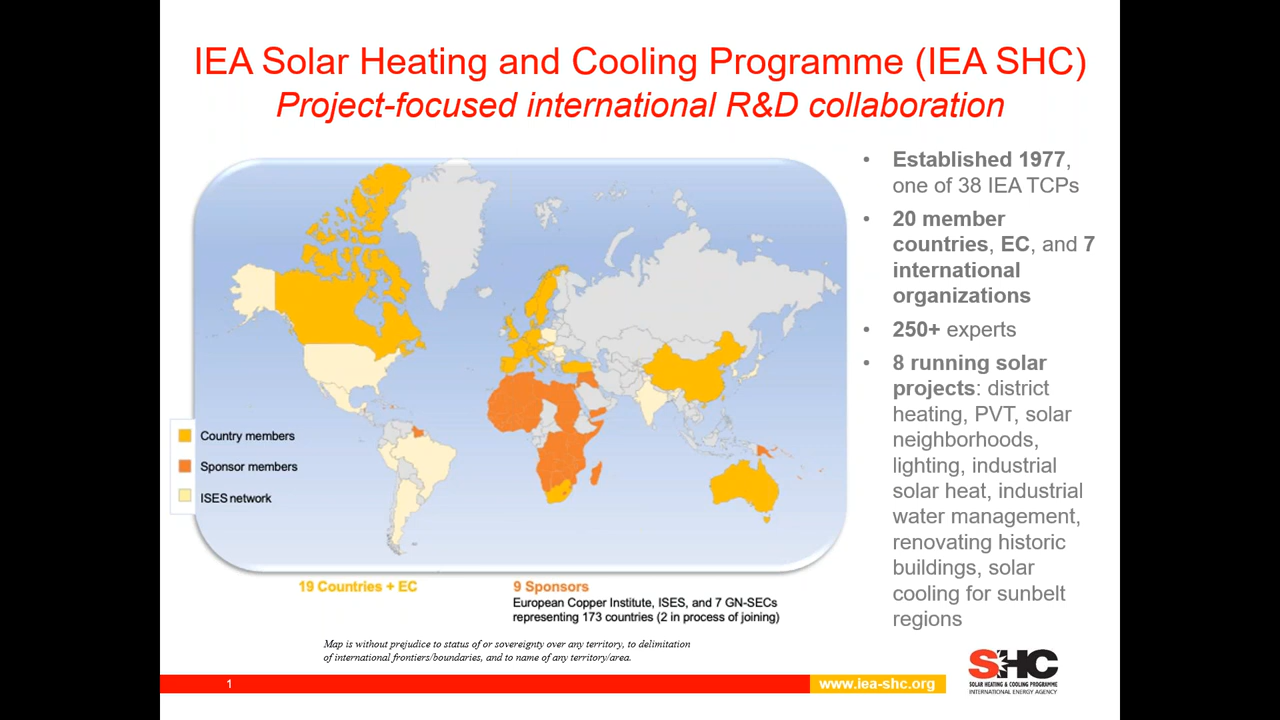 IEA Solar Heating and Cooling Programme (IEA SHC)
Project-focused international R&D collaboration
Country members
Sponsor members
ISES network
19 Countries + EC
9 Sponsors
European Copper Institute, ISES, and 7 GN-SECs
representing 173 countries (2 in process of joining)
Map is without prejudice to status of or sovereignty over any territory, to delimitation
of international frontiers/boundaries, and to name of any territory/area.
• Established 1977,
one of 38 IEA TCPs
• 20 member
countries, EC, and 7
international
organizations
• 250+ experts
• 8 running solar
projects: district
heating, PVT, solar
neighborhoods,
lighting, industrial
solar heat, industrial
water management,
renovating historic
buildings, solar
cooling for sunbelt
regions
1
www.iea-shc.org
SHC
SOLAR HEATING & COOLING PROGRAMME
INTERNATIONAL ENERGY AGENCY